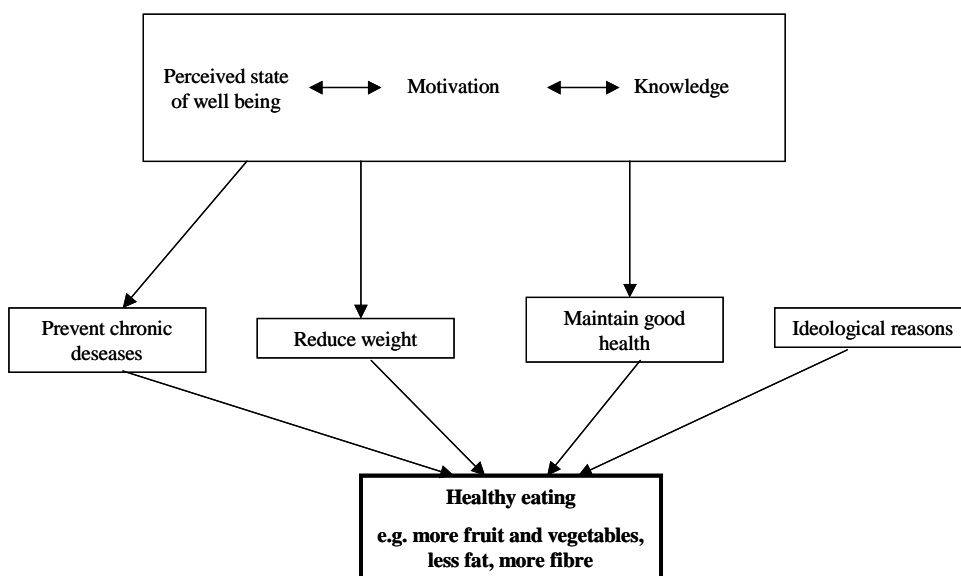 Perceived state
of well being
Motivation
Knowledge
Prevent chronic
deseases
Reduce weight
Maintain good
health
Ideological reasons
Healthy eating
e.g. more fruit and vegetables,
less fat, more fibre